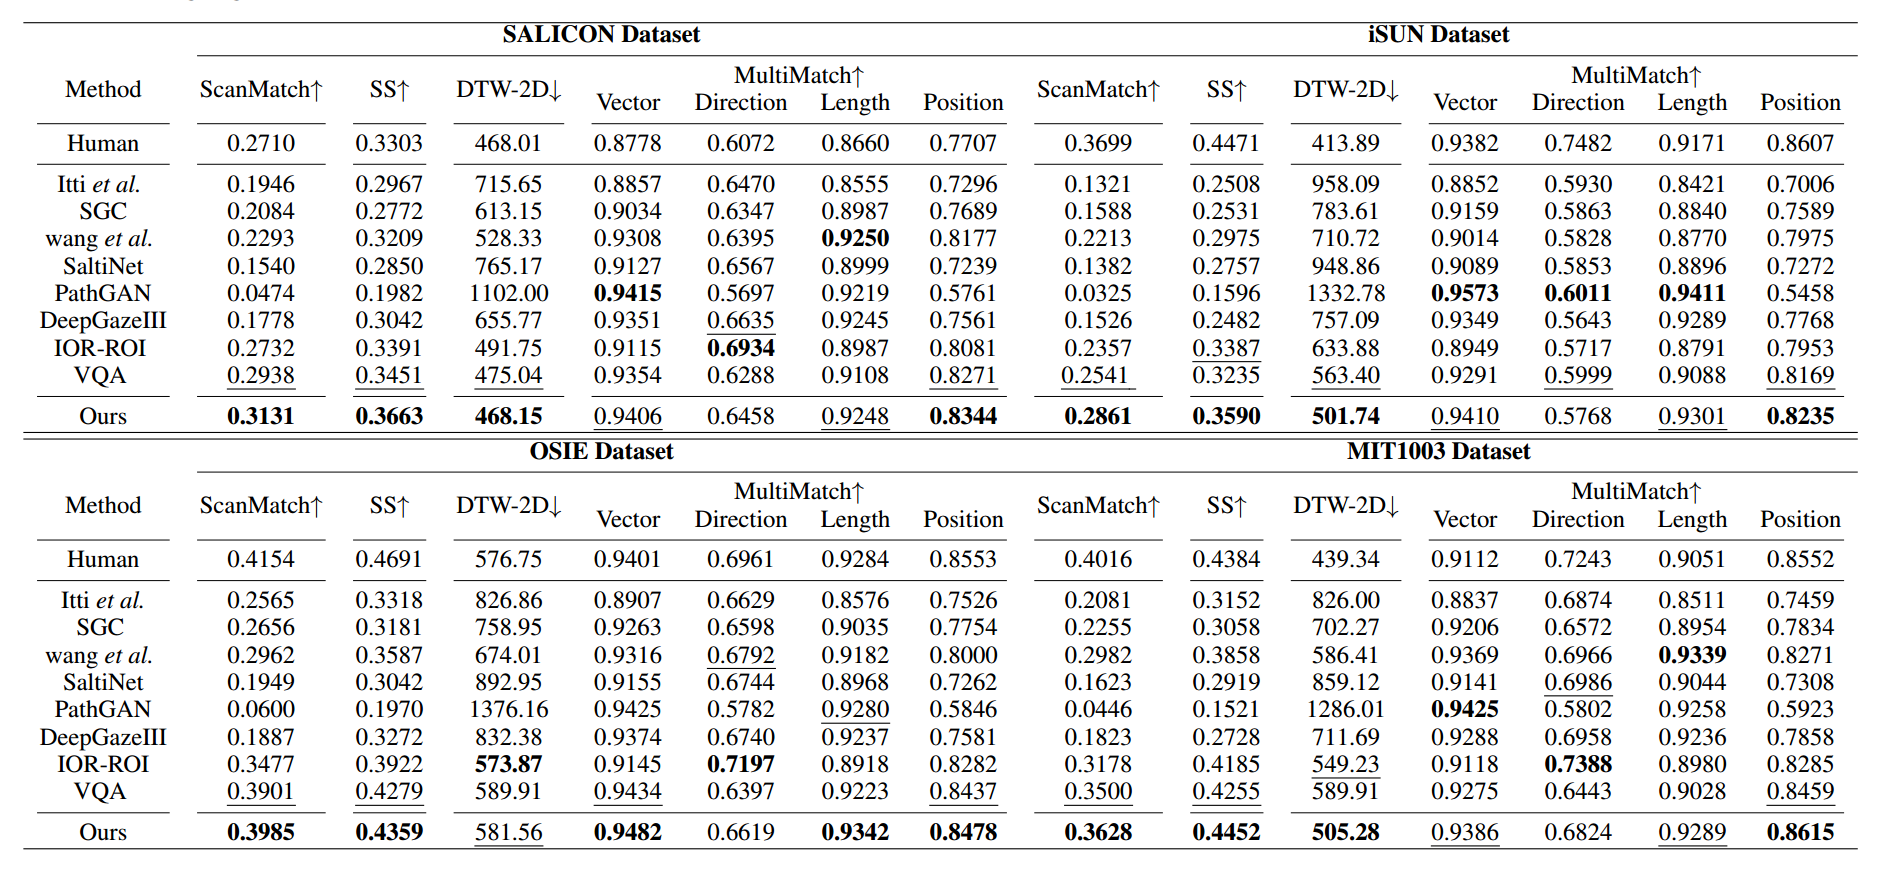 SALICON Dataset iSUN Dataset
Method ScanMatch↑ SS↑ DTW-2D↓ MultiMatch↑ ScanMatch↑ SS↑ DTW-2D↓ MultiMatch↑
Vector Direction Length Position Vector Direction Length Position
Human 0.2710 0.3303 468.01 0.8778 0.6072 0.8660 0.7707 0.3699 0.4471 413.89 0.9382 0.7482 0.9171 0.8607
Itti et al. 0.1946 0.2967 715.65 0.8857 0.6470 0.8555 0.7296 0.1321 0.2508 958.09 0.8852 0.5930 0.8421 0.7006
SGC 0.2084 0.2772 613.15 0.9034 0.6347 0.8987 0.7689 0.1588 0.2531 783.61 0.9159 0.5863 0.8840 0.7589
wang et al. 0.2293 0.3209 528.33 0.9308 0.6395 0.9250 0.8177 0.2213 0.2975 710.72 0.9014 0.5828 0.8770 0.7975
SaltiNet 0.1540 0.2850 765.17 0.9127 0.6567 0.8999 0.7239 0.1382 0.2757 948.86 0.9089 0.5853 0.8896 0.7272
PathGAN 0.0474 0.1982 1102.00 0.9415 0.5697 0.9219 0.5761 0.0325 0.1596 1332.78 0.9573 0.6011 0.9411 0.5458
DeepGazeIII 0.1778 0.3042 655.77 0.9351 0.6635 0.9245 0.7561 0.1526 0.2482 757.09 0.9349 0.5643 0.9289 0.7768
IOR-ROI 0.2732 0.3391 491.75 0.9115 0.6934 0.8987 0.8081 0.2357 0.3387 633.88 0.8949 0.5717 0.8791 0.7953
VQA 0.2938 0.3451 475.04 0.9354 0.6288 0.9108 0.8271 0.2541 0.3235 563.40 0.9291 0.5999 0.9088 0.8169
Ours 0.3131 0.3663 468.15 0.9406 0.6458 0.9248 0.8344 0.2861 0.3590 501.74 0.9410 0.5768 0.9301 0.8235
OSIE Dataset MIT1003 Dataset
Method ScanMatch↑ SS↑ DTW-2D↓ MultiMatch↑ ScanMatch↑ SS↑ DTW-2D↓ MultiMatch↑
Vector Direction Length Position Vector Direction Length Position
Human 0.4154 0.4691 576.75 0.9401 0.6961 0.9284 0.8553 0.4016 0.4384 439.34 0.9112 0.7243 0.9051 0.8552
Itti et al. 0.2565 0.3318 826.86 0.8907 0.6629 0.8576 0.7526 0.2081 0.3152 826.00 0.8837 0.6874 0.8511 0.7459
SGC 0.2656 0.3181 758.95 0.9263 0.6598 0.9035 0.7754 0.2255 0.3058 702.27 0.9206 0.6572 0.8954 0.7834
wang et al. 0.2962 0.3587 674.01 0.9316 0.6792 0.9182 0.8000 0.2982 0.3858 586.41 0.9369 0.6966 0.9339 0.8271
SaltiNet 0.1949 0.3042 892.95 0.9155 0.6744 0.8968 0.7262 0.1623 0.2919 859.12 0.9141 0.6986 0.9044 0.7308
PathGAN 0.0600 0.1970 1376.16 0.9425 0.5782 0.9280 0.5846 0.0446 0.1521 1286.01 0.9425 0.5802 0.9258 0.5923
DeepGazeIII 0.1887 0.3272 832.38 0.9374 0.6740 0.9237 0.7581 0.1823 0.2728 711.69 0.9288 0.6958 0.9236 0.7858
IOR-ROI 0.3477 0.3922 573.87 0.9145 0.7197 0.8918 0.8282 0.3178 0.4185 549.23 0.9118 0.7388 0.8980 0.8285
VQA 0.3901 0.4279 589.91 0.9434 0.6397 0.9223 0.8437 0.3500 0.4255 589.91 0.9275 0.6443 0.9028 0.8459
Ours 0.3985 0.4359 581.56 0.9482 0.6619 0.9342 0.8478 0.3628 0.4452 505.28 0.9386 0.6824 0.9289 0.8615